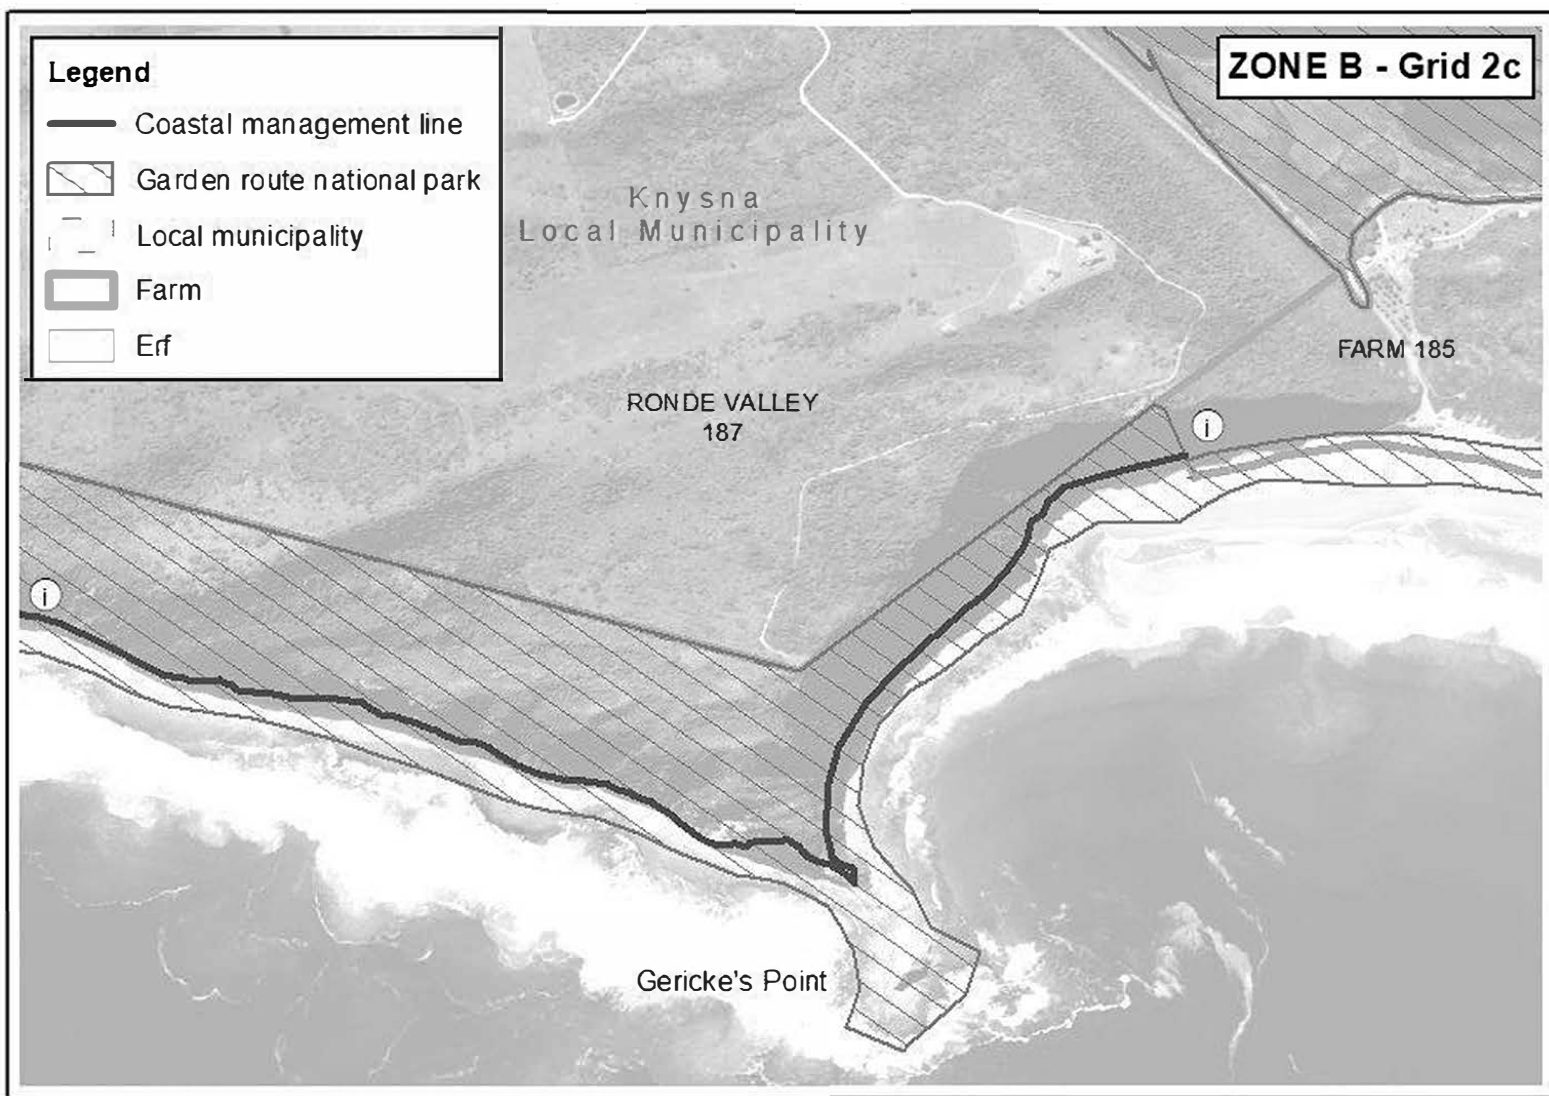 Legend
Coastal management line
Garden route national park
Local municipality
Farm
Erf
ZONE B - Grid 2c
Knysna
Local Municipality
FARM 185
RONDE VALLEY
187
i
i
Gericke's Point